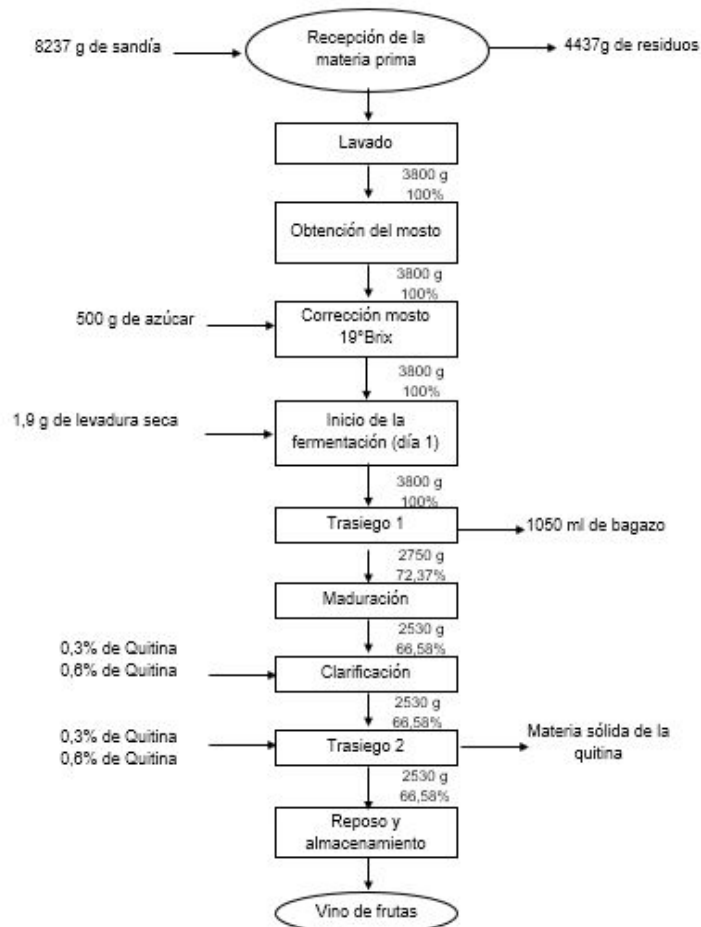 8237 g de sandía
Recepción de la
materia prima
4437g de residuos
Lavado
3800 g
100%
Obtención del mosto
3800 g
100%
500 g de azúcar
Corrección mosto
19°Brix
3800 g
100%
1,9 g de levadura seca
Inicio de la
fermentación (día 1)
3800 g
100%
Trasiego 1
1050 ml de bagazo
2750 g
72,37%
Maduración
2530 g
66,58%
0,3% de Quitina
0,6% de Quitina
Clarificación
2530 g
66,58%
0,3% de Quitina
0,6% de Quitina
Trasiego 2
Materia sólida de la
quitina
2530 g
66,58%
Reposo y
almacenamiento
Vino de frutas